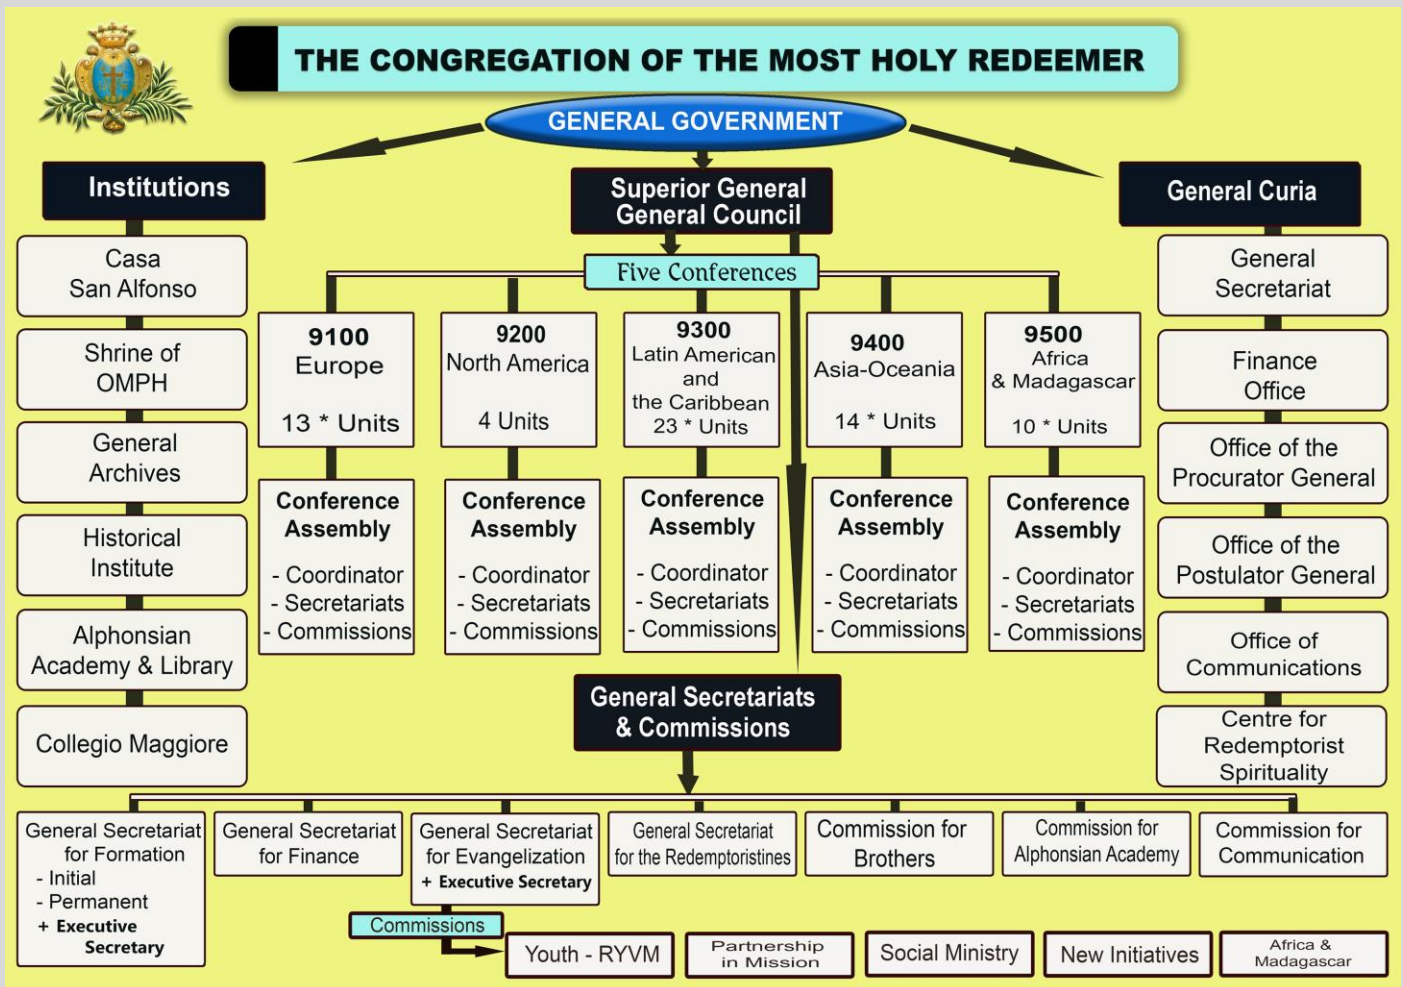 THE CONGREGATION OF THE MOST HOLY REDEEMER
GENERAL GOVERNMENT
Institutions
Casa
San Alfonso
Shrine of
OMPH
General
Archives
Historical
Institute
Alphonsian
Academy & Library
Collegio Maggiore
Superior General
General Council
Five Conferences
9100
Europe
13 * Units
9200
North America
4 Units
9300
Latin American
and
the Caribbean
23 * Units
9400
Asia-Oceania
14 * Units
9500
Africa
& Madagascar
10 * Units
Conference
Assembly
- Coordinator
- Secretariats
- Commissions
Conference
Assembly
- Coordinator
- Secretariats
- Commissions
Conference
Assembly
- Coordinator
- Secretariats
- Commissions
Conference
Assembly
- Coordinator
- Secretariats
- Commissions
Conference
Assembly
- Coordinator
- Secretariats
- Commissions
General Curia
General
Secretariat
Finance
Office
Office of the
Procurator General
Office of the
Postulator General
Office of
Communications
Centre for
Redemptorist
Spirituality
General Secretariats
& Commissions
General Secretariat
for Formation
- Initial
- Permanent
+ Executive
Secretary
General Secretariat
for Finance
General Secretariat
for Evangelization
+ Executive Secretary
General Secretariat
for the Redemptoristines
Commission for
Brothers
Commission for
Alphonsian Academy
Commission for
Communication
Commissions
Youth - RYVM
Partnership
in Mission
Social Ministry
New Initiatives
Africa &
Madagascar